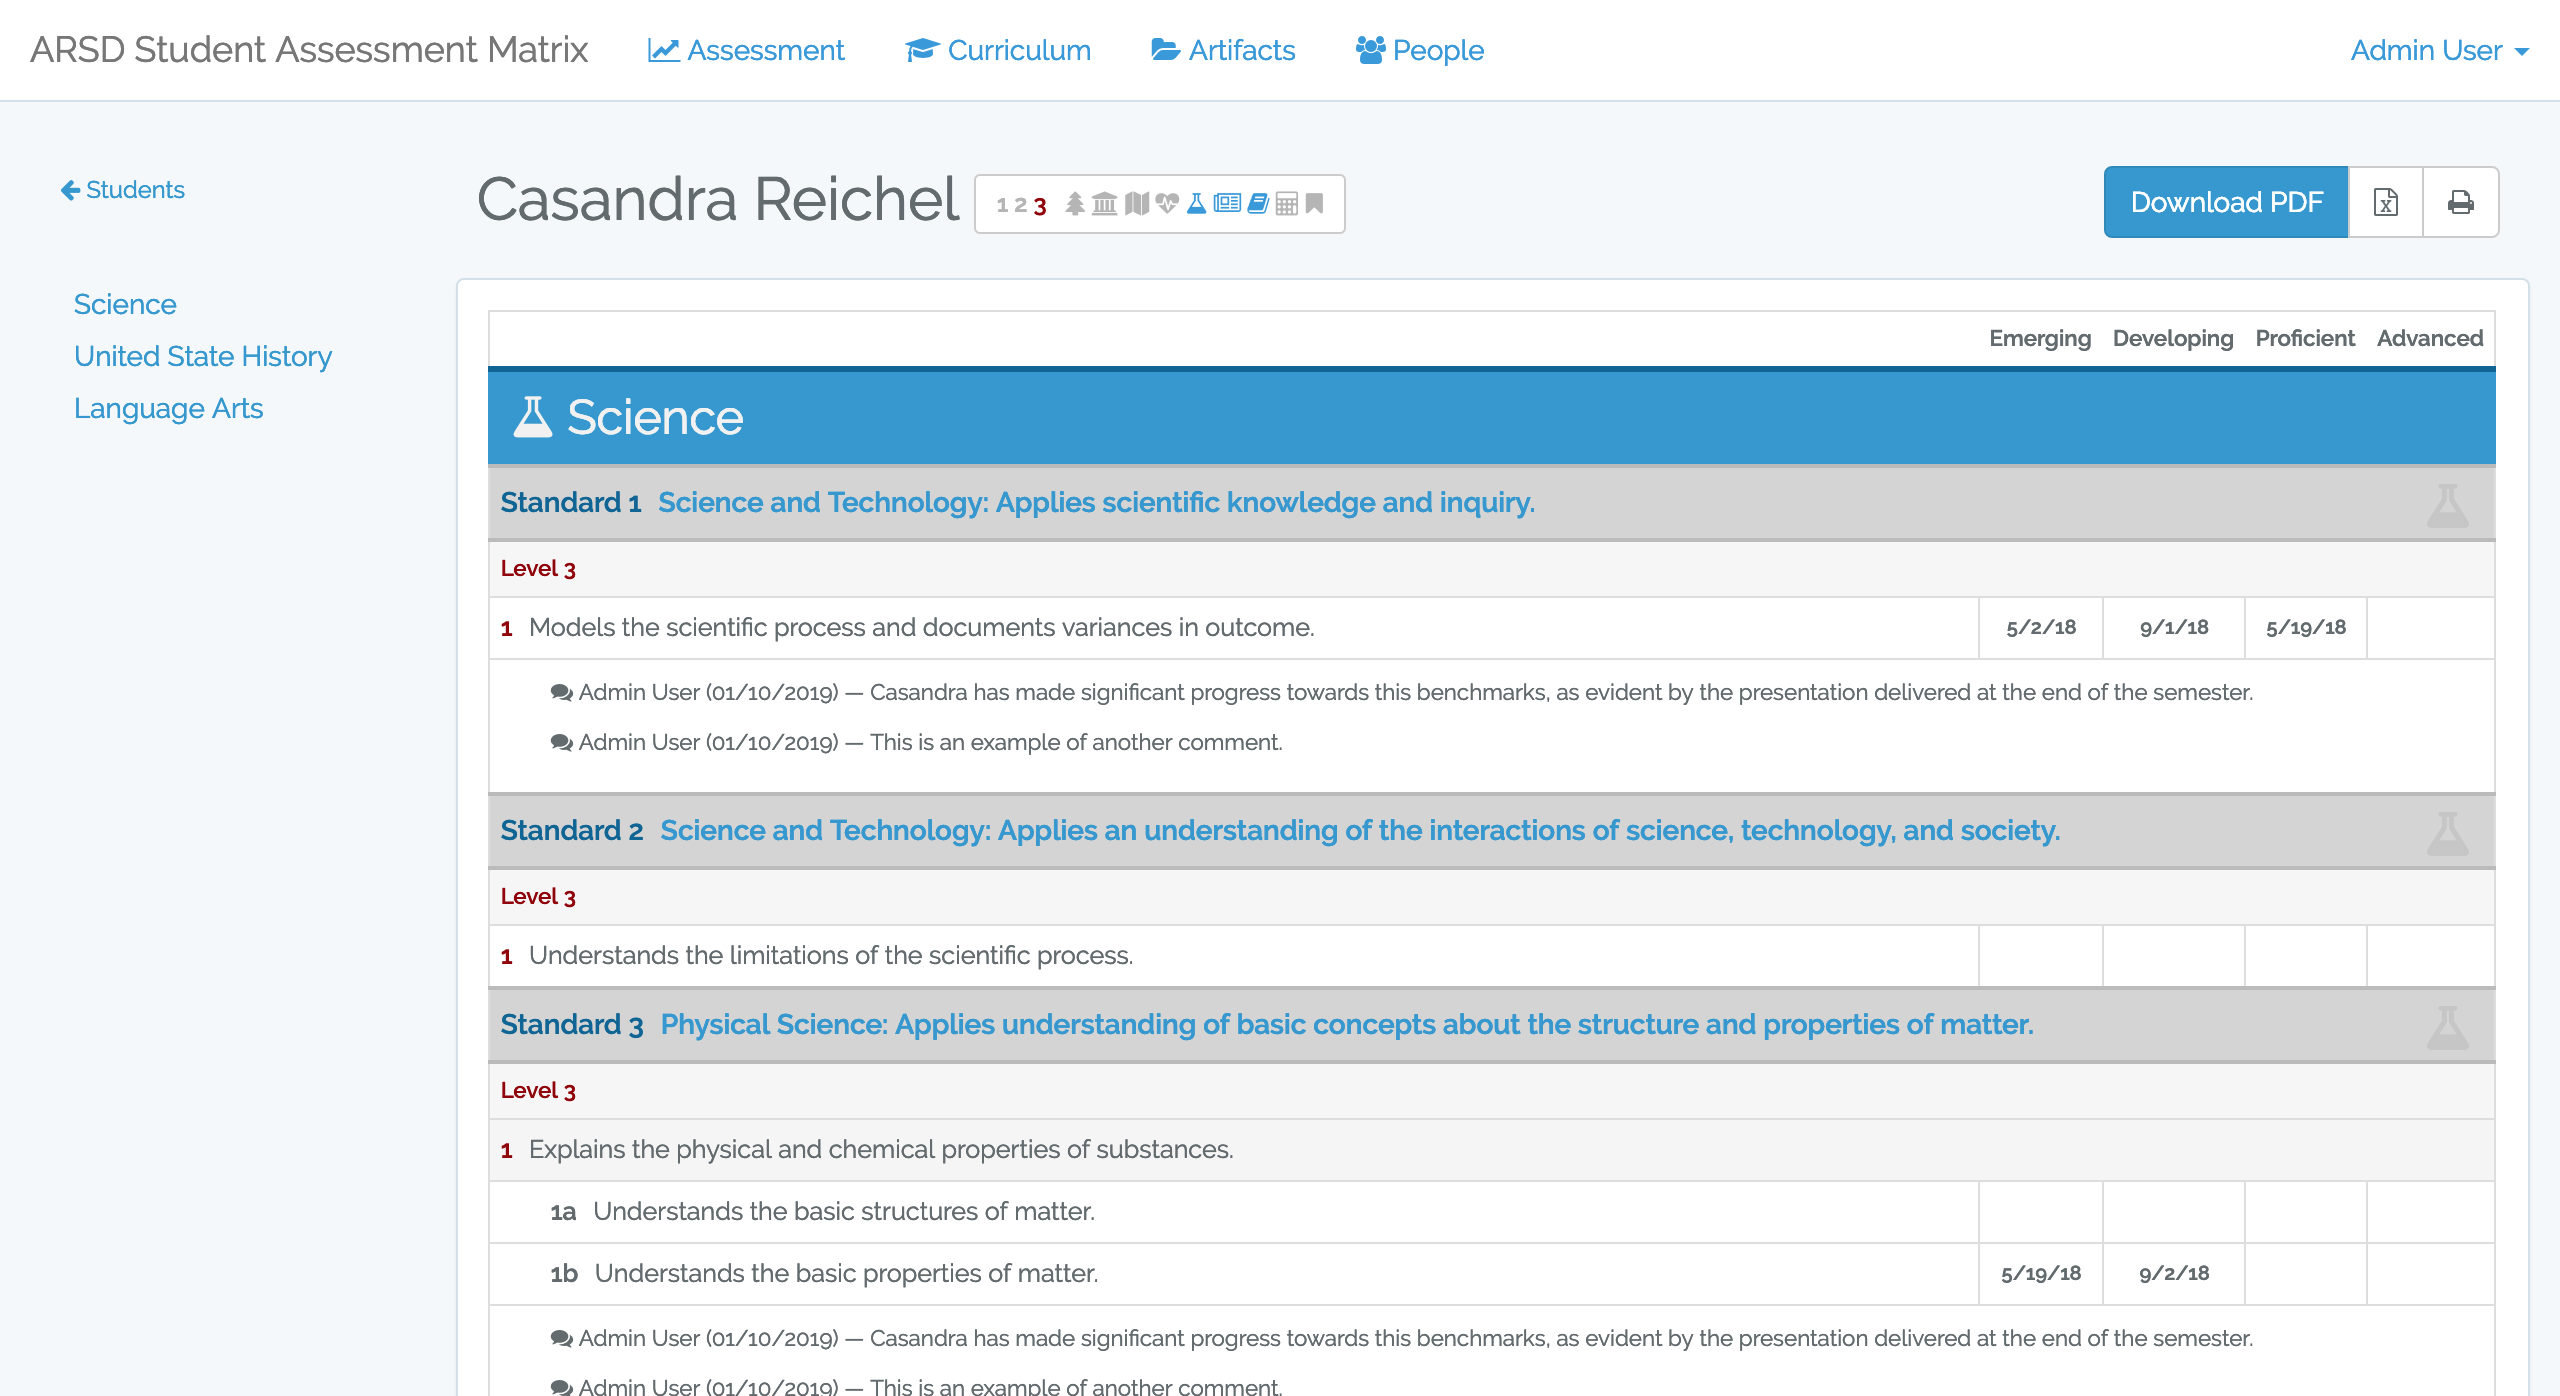 ARSD Student Assessment Matrix Assessment Curriculum Artifacts People Admin User
Students
Casandra Reichel 1 2 3 Download PDF
Science
United State History
Language Arts
Emerging Developing Proficient Advanced
Science
Standard 1 Science and Technology: Applies scientific knowledge and inquiry.
Level 3
1 Models the scientific process and documents variances in outcome. 5/2/18 9/1/18 5/19/18
Admin User (01/10/2019) — Casandra has made significant progress towards this benchmarks, as evident by the presentation delivered at the end of the semester.
Admin User (01/10/2019) — This is an example of another comment.
Standard 2 Science and Technology: Applies an understanding of the interactions of science, technology, and society.
Level 3
1 Understands the limitations of the scientific process.
Standard 3 Physical Science: Applies understanding of basic concepts about the structure and properties of matter.
Level 3
1 Explains the physical and chemical properties of substances.
1a Understands the basic structures of matter.
1b Understands the basic properties of matter. 5/19/18 9/2/18
Admin User (01/10/2019) — Casandra has made significant progress towards this benchmarks, as evident by the presentation delivered at the end of the semester.
Admin User (01/10/2019) — This is an example of another comment.